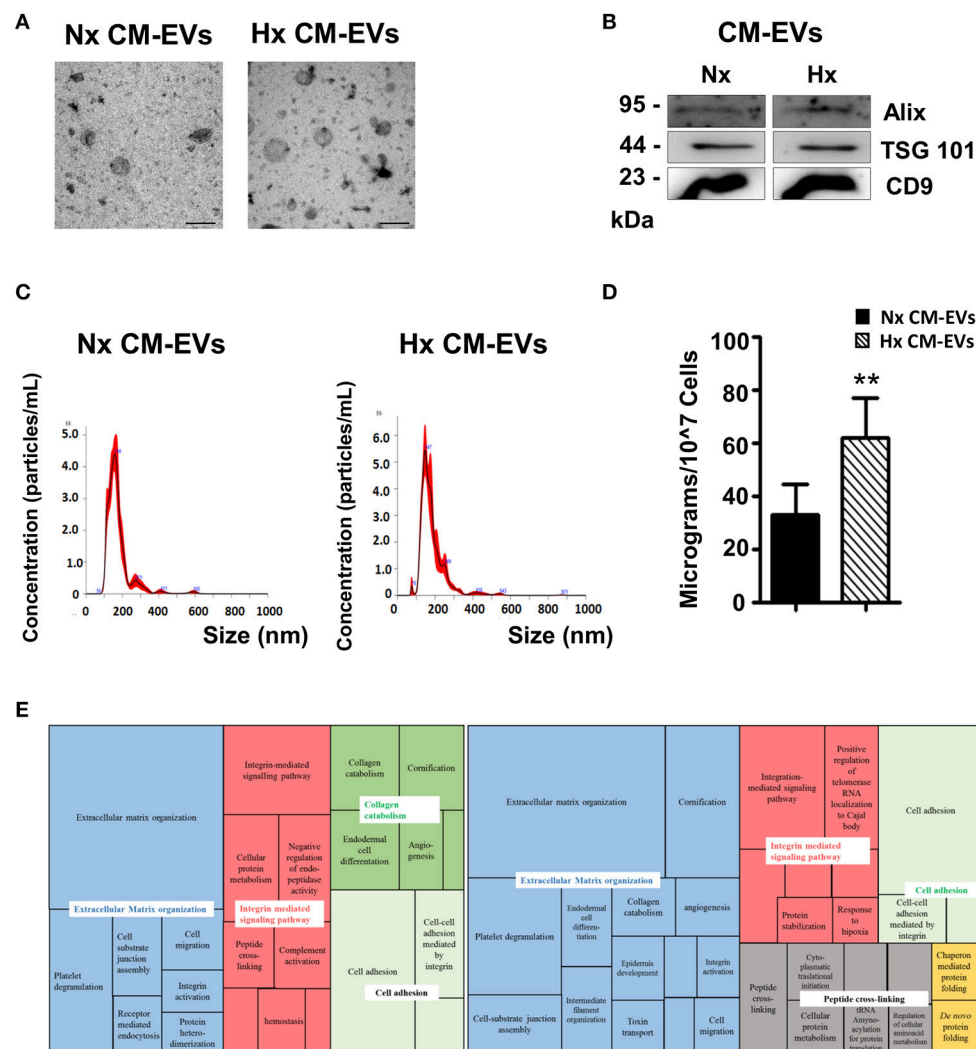 A
Nx CM-EVs
Hx CM-EVs
B
CM-EVs
Nx
Hx
95 -
Alix
44 -
TSG 101
23 -
CD9
kDa
C
Nx CM-EVs
Concentration (particles/mL)
E6
5.0
4.0
3.0
2.0
1.0
0
0
200
400
600
800
1000
Size (nm)
Hx CM-EVs
Concentration (particles/mL)
E6
6.0
5.0
4.0
3.0
2.0
1.0
0
0
200
400
600
800
1000
Size (nm)
D
Nx CM-EVs
Hx CM-EVs
Micrograms/10^7 Cells
100
80
60
40
20
0
**
E
Extracellular matrix organization
Extracellular Matrix organization
Platelet
degranulation
Cell
substrate
junction
assembly
Cell
migration
Integrin
activation
Receptor
mediated
endocytosis
Protein
hetero-
dimerization
Integrin-mediated
signalling pathway
Cellular
protein
metabolism
Negative
regulation
of endo-
peptidase
activity
Integrin mediated
signaling pathway
Peptide
cross-
linking
Complement
activation
hemostasis
Collagen
catabolism
Cornification
Collagen
catabolism
Endodermal
cell
differentiation
Angio-
genesis
Cell adhesion
Cell-cell
adhesion
mediated
by
integrin
Cell adhesion
Extracellular matrix organization
Cornification
Extracellular Matrix organization
Platelet degranulation
Endodermal
cell
differen-
tiation
Collagen
catabolism
angiogenesis
Epidermis
development
Integrin
activation
Cell-substrate junction
assembly
Intermediate
filament
organization
Toxin
transport
Cell
migration
Integration-
mediated signaling
pathway
Positive
regulation
of
telomerase
RNA
localization
to Cajal
body
Integrin mediated
signaling pathway
Protein
stabilization
Response
to
hipoxia
Cell adhesion
Cell adhesion
Cell-cell
adhesion
mediated by
integrin
Peptide
cross-
linking
Cyto-
plasmatic
traslational
initiation
Peptide cross-linking
Cellular
protein
metabolism
tRNA
Amyno-
acylation
for protein
translation
Regulation
of cellular
aminoacid
metabolism
Chaperon
mediated
protein
folding
De novo
protein
folding